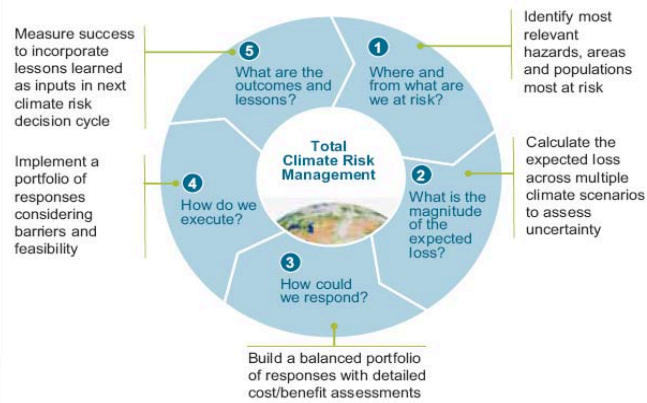 Total
Climate Risk
Management
1
Where and
from what are
we at risk?
Identify most
relevant
hazards, areas
and populations
most at risk
2
What is the
magnitude
of the
expected
loss?
Calculate the
expected loss
across multiple
climate scenarios
to assess
uncertainty
3
How could
we respond?
Build a balanced portfolio
of responses with detailed
cost/benefit assessments
4
How do we
execute?
Implement a
portfolio of
responses
considering
barriers and
feasibility
5
What are the
outcomes and
lessons?
Measure success
to incorporate
lessons learned
as inputs in next
climate risk
decision cycle